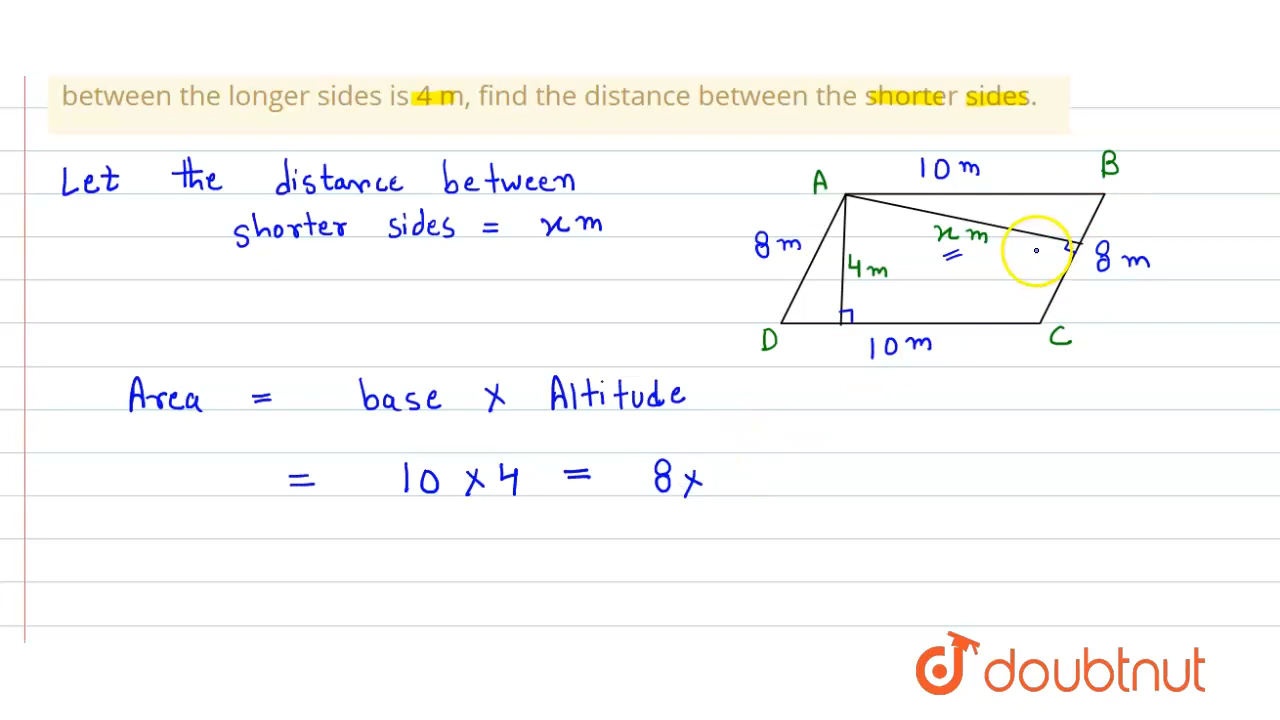 between the longer sides is 4 m, find the distance between the shorter sides.
Let the distance between
shorter sides = x m
A
10 m
B
8 m
4 m
x m
8 m
D
10 m
C
Area = base × Altitude
= 10 × 4 = 8 ×
doubtnut